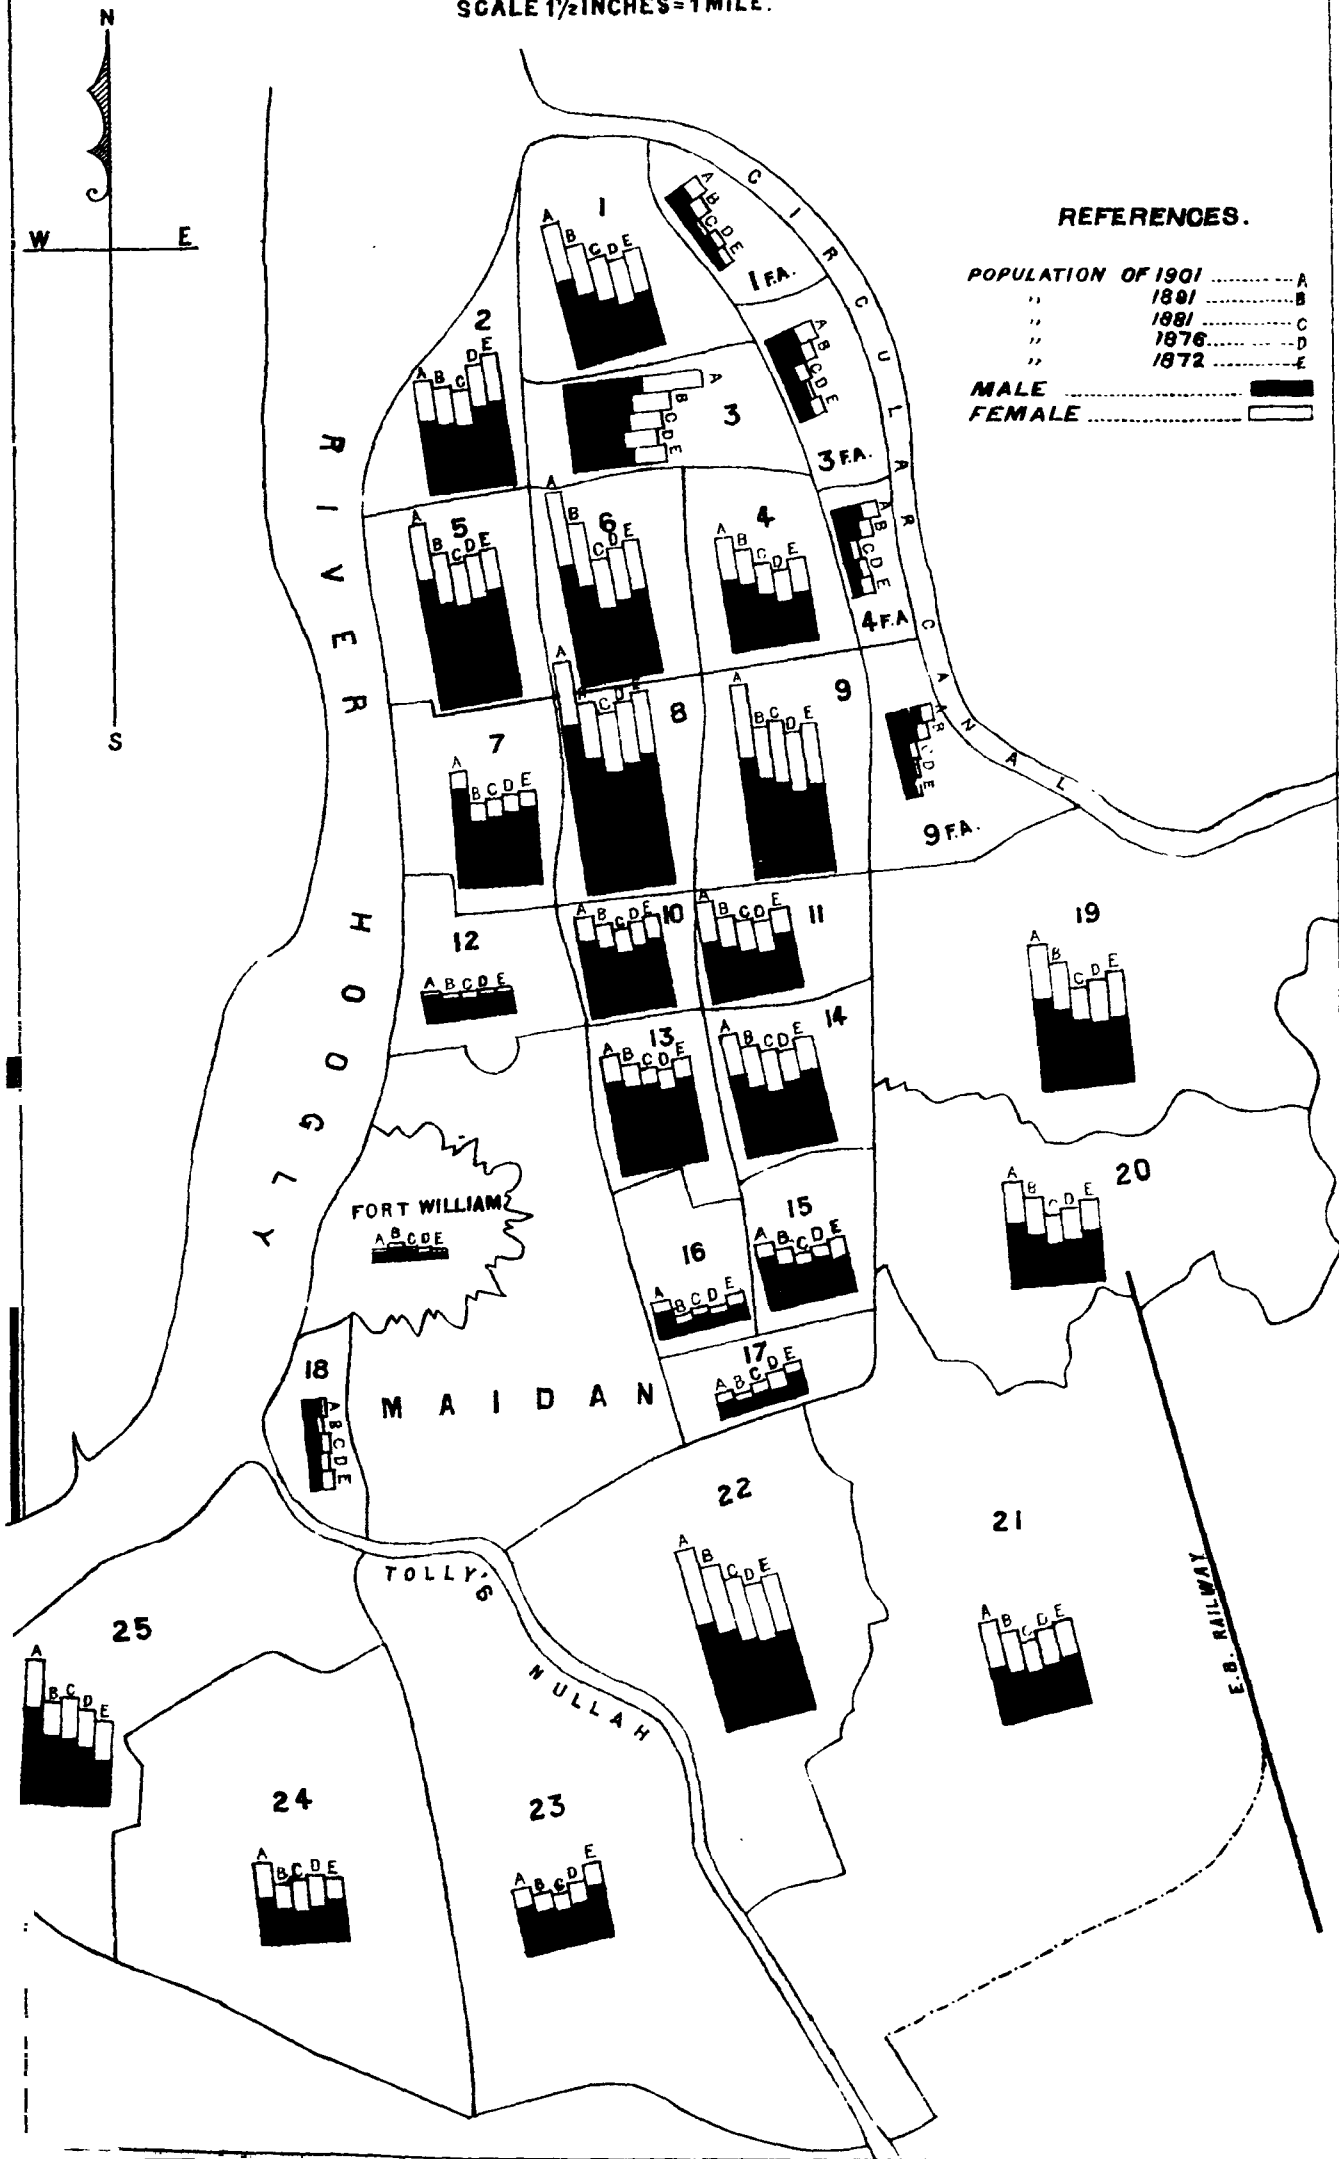 SCALE 1½ INCHES = 1 MILE.
N
W E
S
REFERENCES.
POPULATION OF 1901 A
,, 1891 B
,, 1881 C
,, 1876 D
,, 1872 E
MALE
FEMALE
CIRCULAR CANAL
RIVER HOOGLY
1
A B C D E
1 F.A.
A B C D E
2
A B C D E
3
A B C D E
3 F.A.
A B C D E
4
A B C D E
4 F.A
A B C D E
5
A B C D E
6
A B C D E
7
A B C D E
8
A C D E
9
A B C D E
9 F.A.
A B C D E
10
A B C D E
11
A B C D E
12
A B C D E
13
A B C D E
14
A B C D E
15
A B C D E
16
A B C D E
17
A B C D E
18
A B C D E
19
A B C D E
20
A B C D E
FORT WILLIAM
A B C D E
MAIDAN
TOLLY'S NULLAH
21
A B C D E
22
A B C D E
E.B. RAILWAY
23
A B C D E
24
A B C D E
25
A B C D E